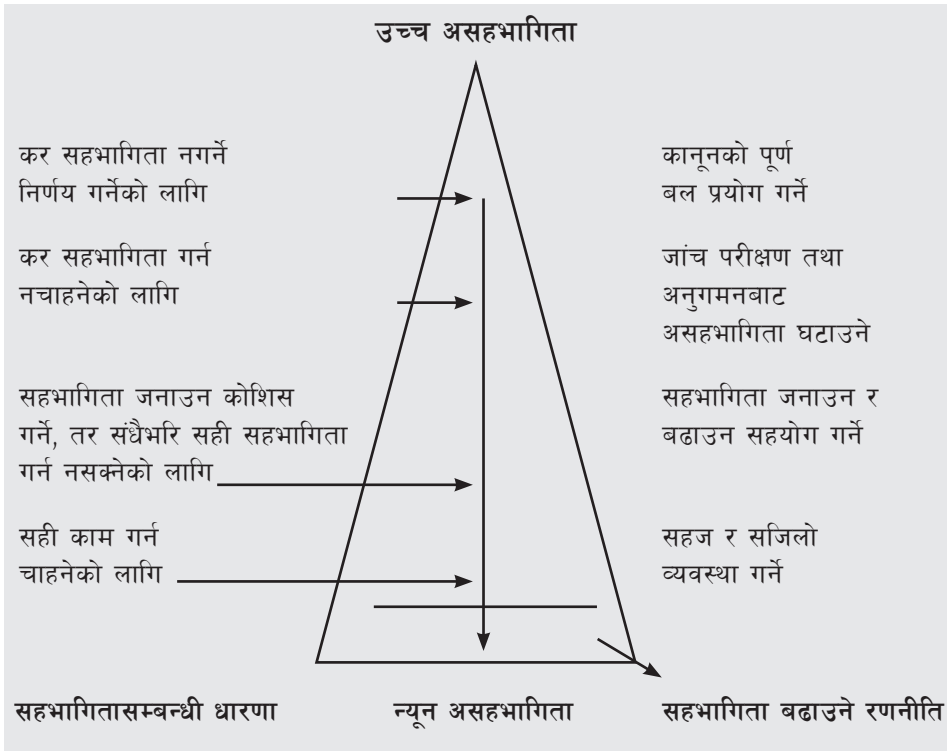 उच्च असहभागिता
कर सहभागिता नगर्ने
निर्णय गर्नेको लागि
कानूनको पूर्ण
बल प्रयोग गर्ने
कर सहभागिता गर्न
नचाहनेको लागि
जांच परीक्षण तथा
अनुगमनबाट
असहभागिता घटाउने
सहभागिता जनाउन कोशिस
गर्ने, तर संधैभरि सही सहभागिता
गर्न नसक्नेको लागि
सहभागिता जनाउन र
बढाउन सहयोग गर्ने
सही काम गर्न
चाहनेको लागि
सहज र सजिलो
व्यवस्था गर्ने
सहभागितासम्बन्धी धारणा
न्यून असहभागिता
सहभागिता बढाउने रणनीति